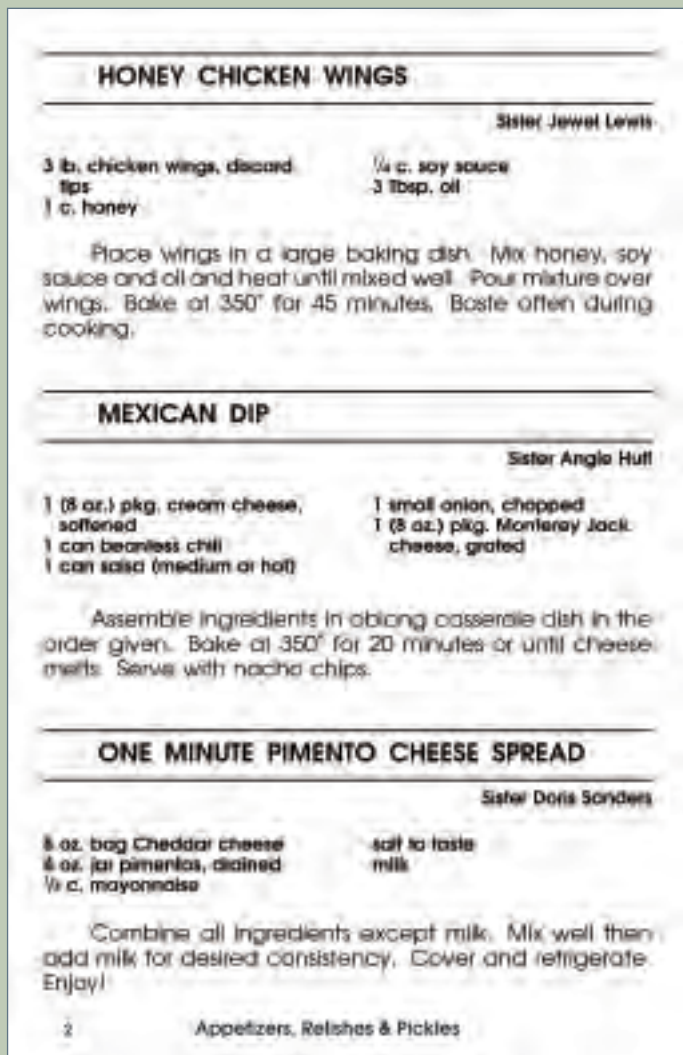 HONEY CHICKEN WINGS
Sister Jewel Lewis
3 lb. chicken wings, discard
tips
1 c. honey
1/4 c. soy sauce
3 Tbsp. oil
Place wings in a large baking dish. Mix honey, soy
sauce and oil and heat until mixed well. Pour mixture over
wings. Bake at 350° for 45 minutes. Baste often during
cooking.
MEXICAN DIP
Sister Angie Huff
1 (8 oz.) pkg. cream cheese,
softened
1 can beanless chili
1 can salsa (medium or hot)
1 small onion, chopped
1 (8 oz.) pkg. Monterey Jack
cheese, grated
Assemble ingredients in oblong casserole dish in the
order given. Bake at 350° for 20 minutes or until cheese
melts. Serve with nacho chips.
ONE MINUTE PIMENTO CHEESE SPREAD
Sister Doris Sanders
oz. bag Cheddar cheese
oz. jar pimentos, drained
c. mayonnaise
salt to taste
milk
Combine all ingredients except milk. Mix well then
add milk for desired consistency. Cover and refrigerate.
Enjoy!
2
Appetizers, Relishes & Pickles